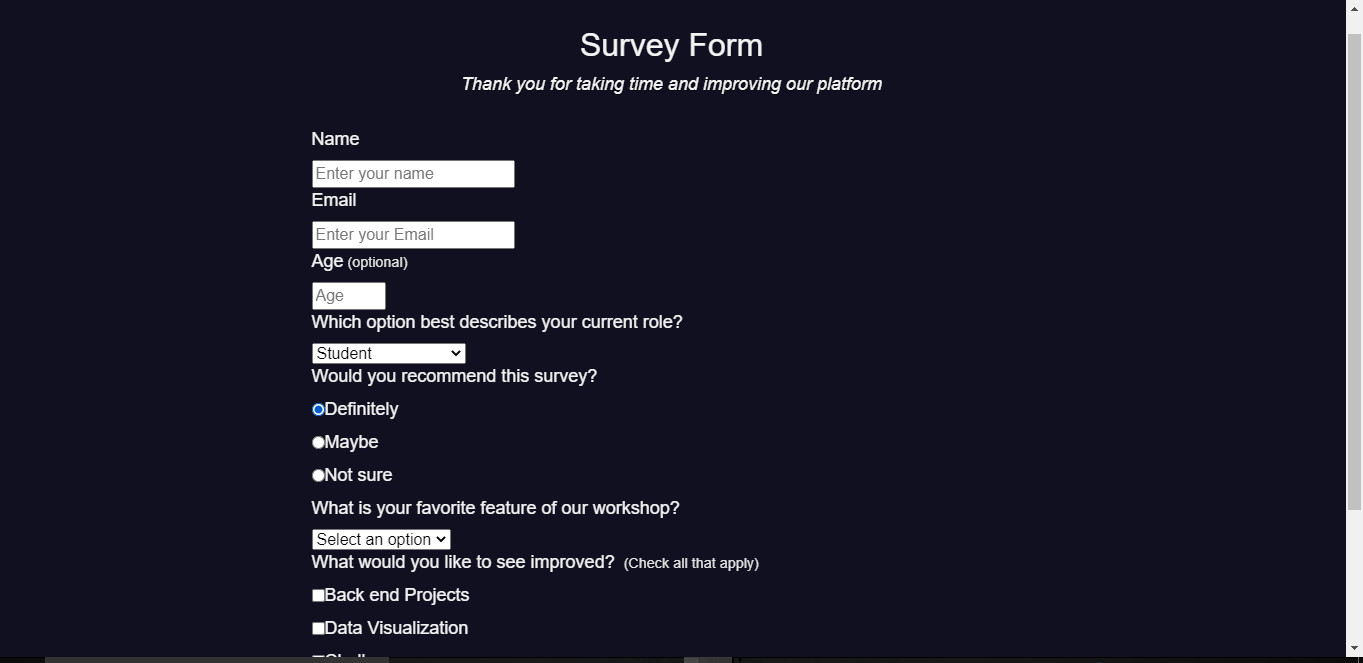 Survey Form
Thank you for taking time and improving our platform
Name
Enter your name
Email
Enter your Email
Age (optional)
Age
Which option best describes your current role?
Student
Would you recommend this survey?
Definitely
Maybe
Not sure
What is your favorite feature of our workshop?
Select an option
What would you like to see improved? (Check all that apply)
Back end Projects
Data Visualization